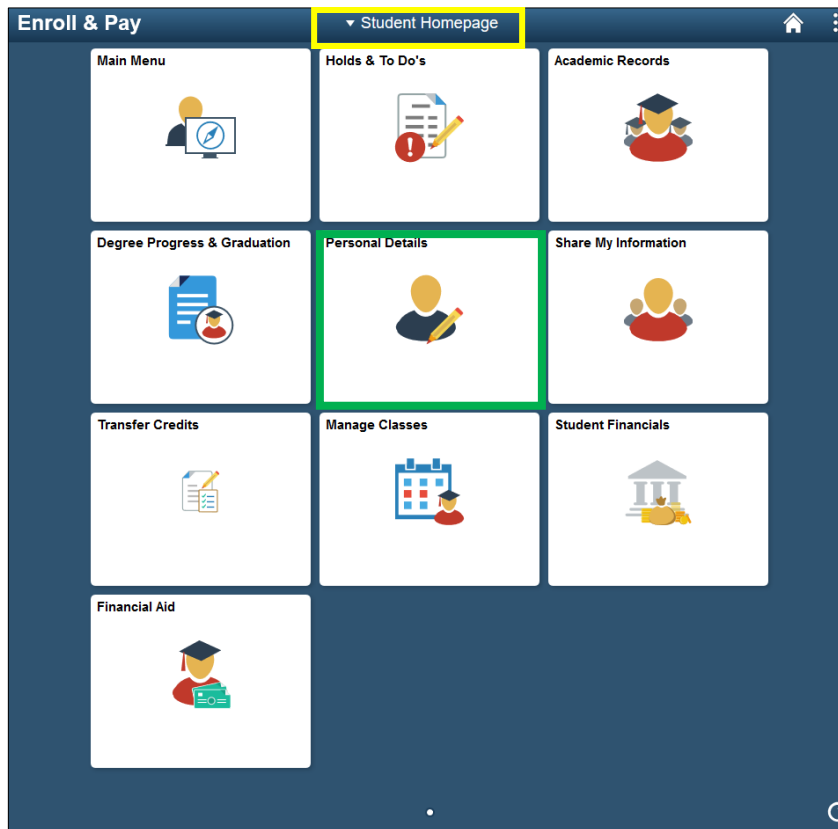 Enroll & Pay
Student Homepage
Main Menu
Holds & To Do's
Academic Records
Degree Progress & Graduation
Personal Details
Share My Information
Transfer Credits
Manage Classes
Student Financials
Financial Aid